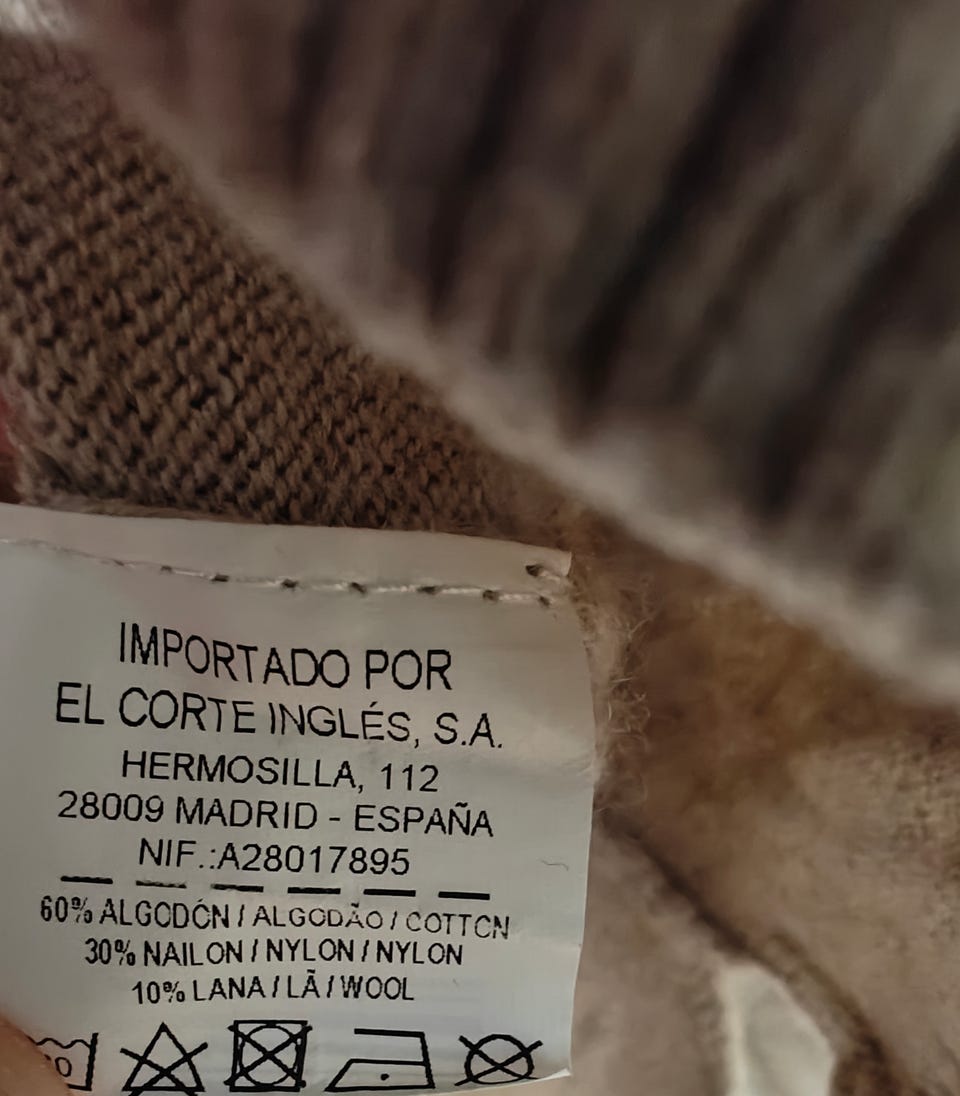 IMPORTADO POR
EL CORTE INGLÉS, S.A.
HERMOSILLA, 112
28009 MADRID - ESPAÑA
NIF.:A28017895
60% ALGODÓN / ALGODÃO / COTTON
30% NAILON / NYLON / NYLON
10% LANA / LÃ / WOOL